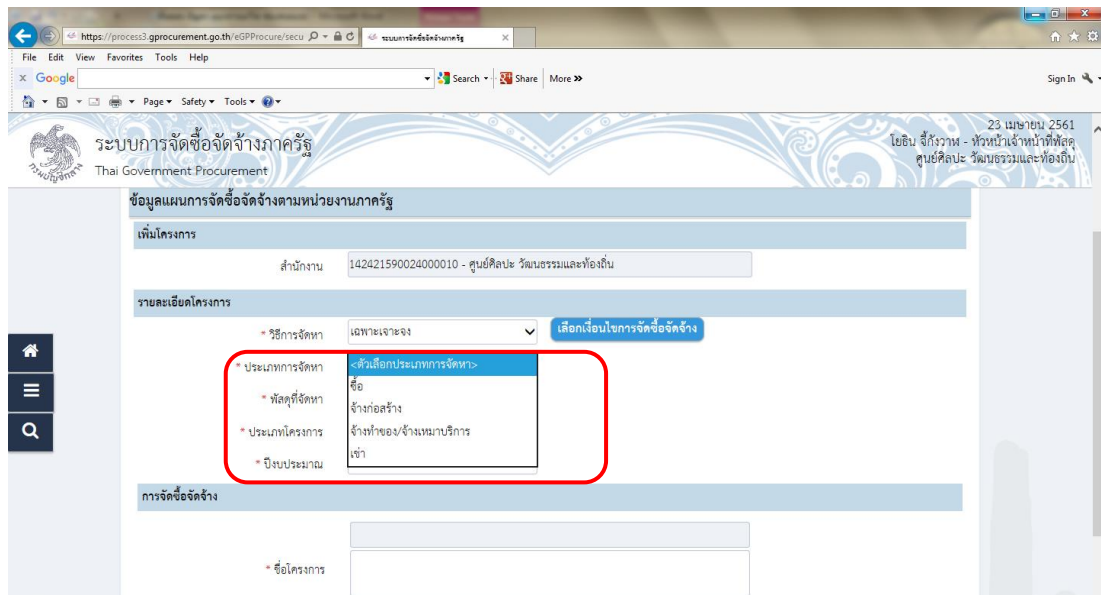 https://process3.gprocurement.go.th/eGPProcure/secu
ระบบการจัดซื้อจัดจ้างภาครัฐ
File Edit View Favorites Tools Help
x Google Search Share More >> Sign In
Page Safety Tools
23 เมษายน 2561
ระบบการจัดซื้อจัดจ้างภาครัฐ
โยธิน จี้กังวาฬ - หัวหน้าเจ้าหน้าที่พัสดุ
Thai Government Procurement
ศูนย์ศิลปะ วัฒนธรรมและท้องถิ่น
ข้อมูลแผนการจัดซื้อจัดจ้างตามหน่วยงานภาครัฐ
เพิ่มโครงการ
สำนักงาน 142421590024000010 - ศูนย์ศิลปะ วัฒนธรรมและท้องถิ่น
รายละเอียดโครงการ
* วิธีการจัดหา เฉพาะเจาะจง เลือกเงื่อนไขการจัดซื้อจัดจ้าง
* ประเภทการจัดหา <ตัวเลือกประเภทการจัดหา>
ซื้อ
* พัสดุที่จัดหา
จ้างก่อสร้าง
* ประเภทโครงการ จ้างทำของ/จ้างเหมาบริการ
เช่า
* ปีงบประมาณ
การจัดซื้อจัดจ้าง
* ชื่อโครงการ